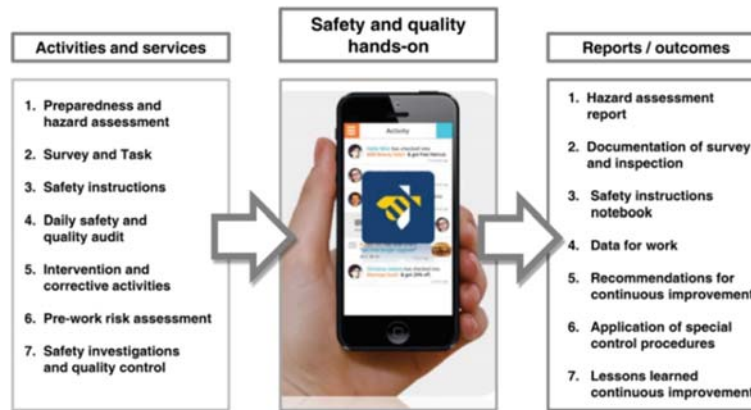 Activities and services
1. Preparedness and
hazard assessment
2. Survey and Task
3. Safety instructions
4. Daily safety and
quality audit
5. Intervention and
corrective activities
6. Pre-work risk assessment
7. Safety investigations
and quality control
Safety and quality
hands-on
Activity
Reports / outcomes
1. Hazard assessment
report
2. Documentation of survey
and inspection
3. Safety instructions
notebook
4. Data for work
5. Recommendations for
continuous improvement
6. Application of special
control procedures
7. Lessons learned
continuous improvement